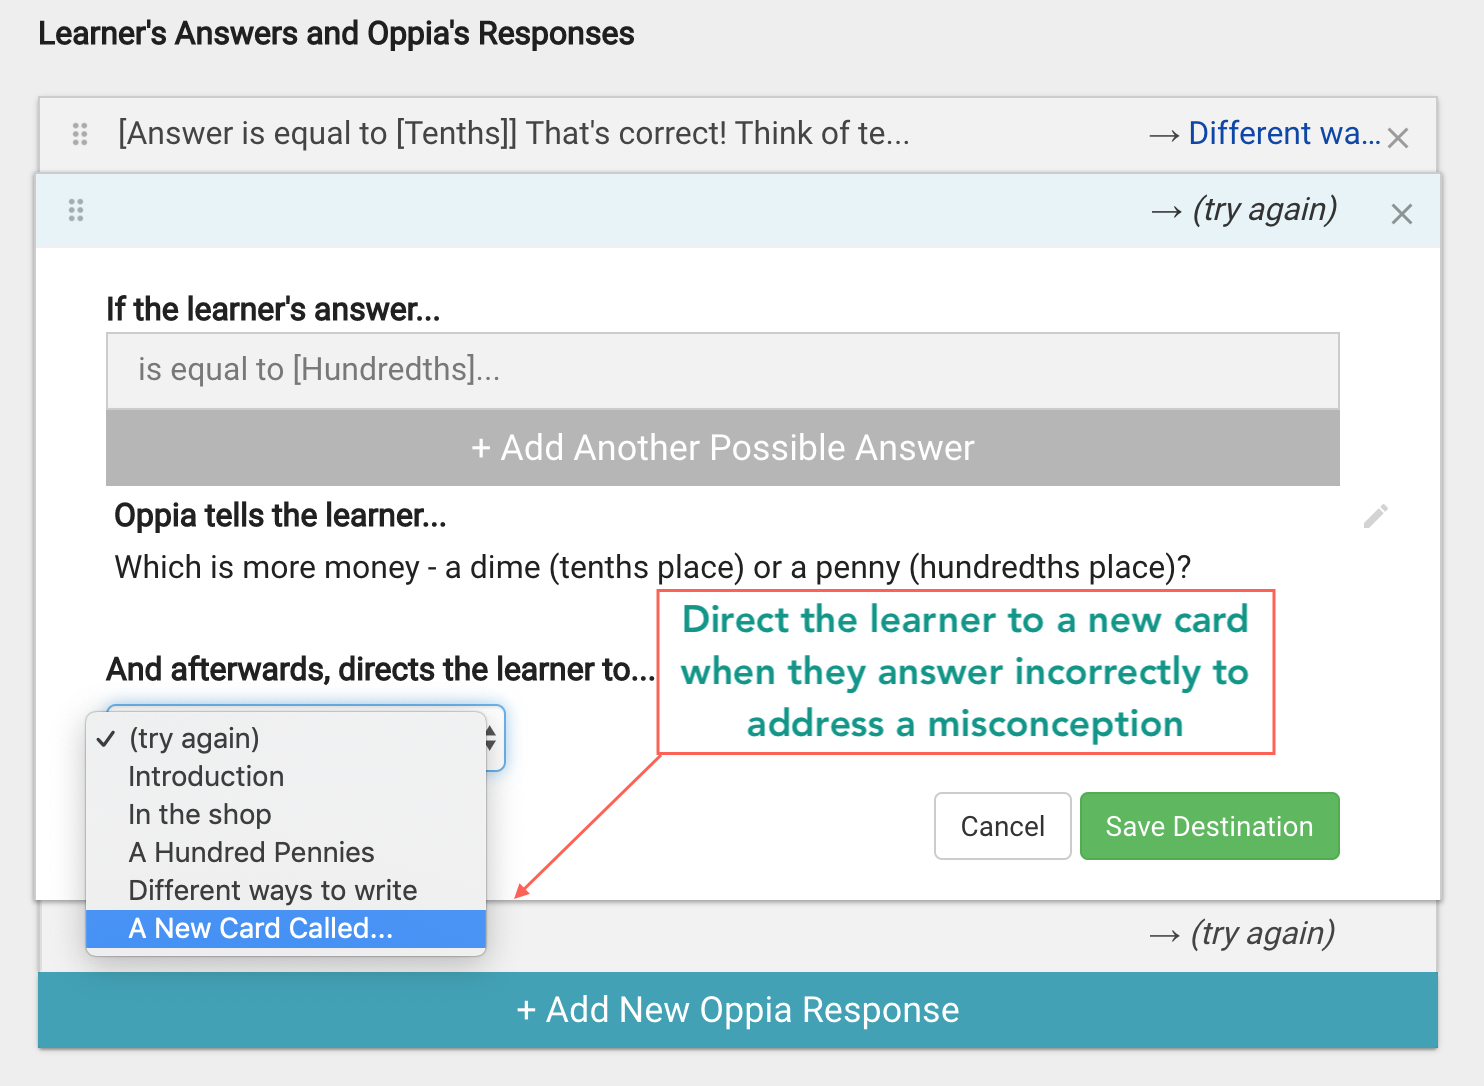 Learner's Answers and Oppia's Responses
[Answer is equal to [Tenths]] That's correct! Think of te...
→ Different wa...
→ (try again)
If the learner's answer...
is equal to [Hundredths]...
+ Add Another Possible Answer
Oppia tells the learner...
Which is more money - a dime (tenths place) or a penny (hundredths place)?
Direct the learner to a new card
when they answer incorrectly to
address a misconception
And afterwards, directs the learner to...
✓ (try again)
Introduction
In the shop
A Hundred Pennies
Different ways to write
A New Card Called...
Cancel
Save Destination
→ (try again)
+ Add New Oppia Response